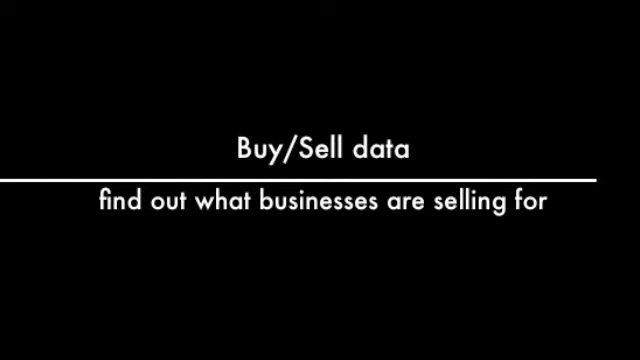 Buy/Sell data
find out what businesses are selling for